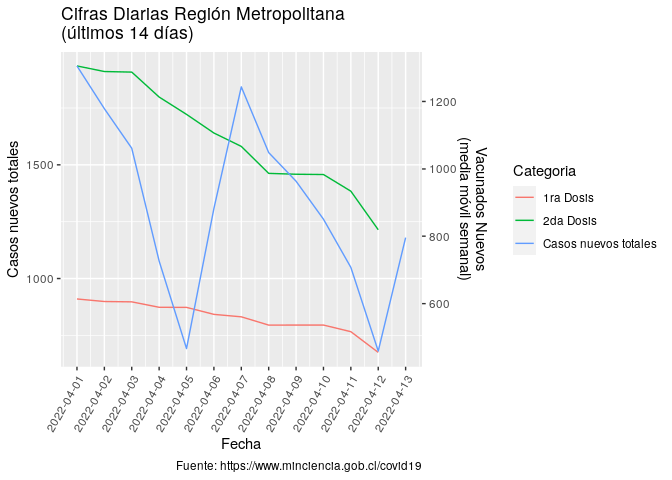 Cifras Diarias Región Metropolitana
(últimos 14 días)
Casos nuevos totales
1500
1000
1200
1000
800
600
Vacunados Nuevos
(media móvil semanal)
2022-04-01
2022-04-02
2022-04-03
2022-04-04
2022-04-05
2022-04-06
2022-04-07
2022-04-08
2022-04-09
2022-04-10
2022-04-11
2022-04-12
2022-04-13
Fecha
Categoria
1ra Dosis
2da Dosis
Casos nuevos totales
Fuente: https://www.minciencia.gob.cl/covid19